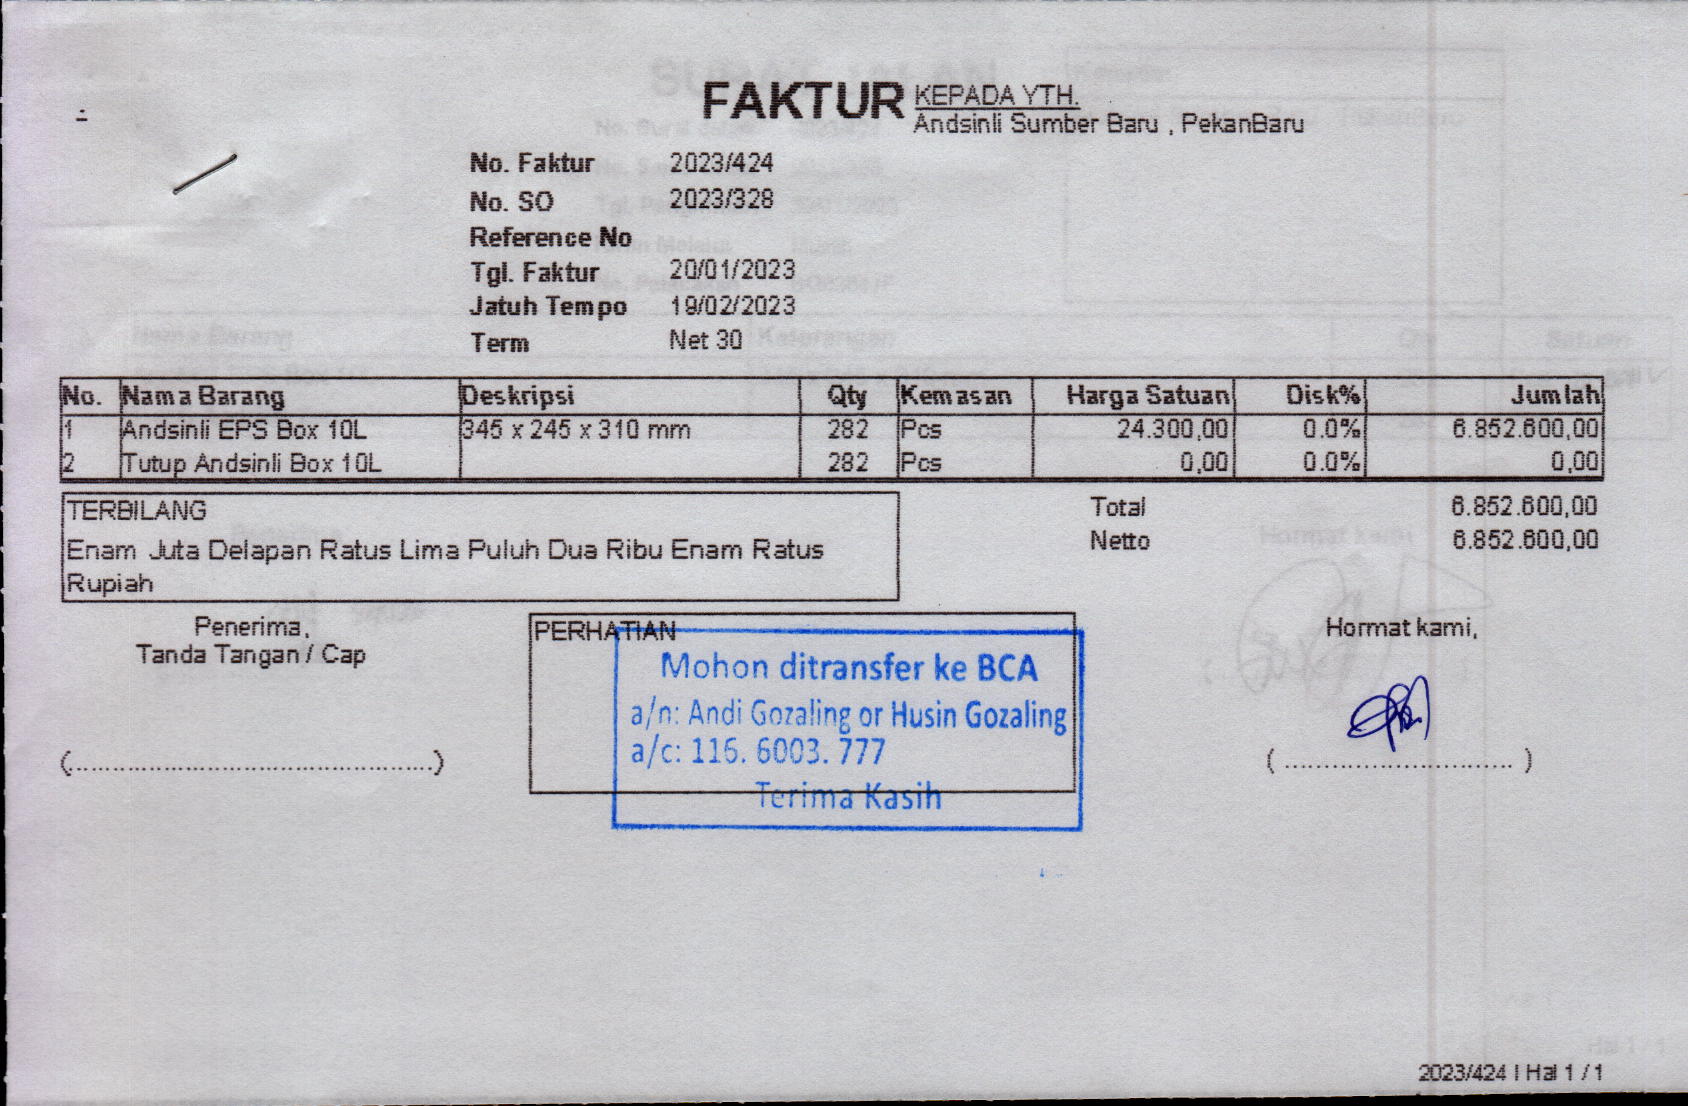 FAKTUR
KEPADA YTH.
Andsinli Sumber Baru , PekanBaru
No. Faktur 2023/424
No. SO 2023/328
Reference No
Tgl. Faktur 20/01/2023
Jatuh Tempo 19/02/2023
Term Net 30
No. Nama Barang Deskripsi Qty Kemasan Harga Satuan Disk% Jumlah
1 Andsinli EPS Box 10L 345 x 245 x 310 mm 282 Pcs 24.300,00 0.0% 6.852.600,00
2 Tutup Andsinli Box 10L 282 Pcs 0,00 0.0% 0,00
TERBILANG
Enam Juta Delapan Ratus Lima Puluh Dua Ribu Enam Ratus
Rupiah
Total 6.852.600,00
Netto 6.852.600,00
Penerima,
Tanda Tangan / Cap
(................................................)
PERHATIAN
Mohon ditransfer ke BCA
a/n: Andi Gozaling or Husin Gozaling
a/c: 116. 6003. 777
Terima Kasih
Hormat kami,
( .............................. )
2023/424 | Hal 1 / 1